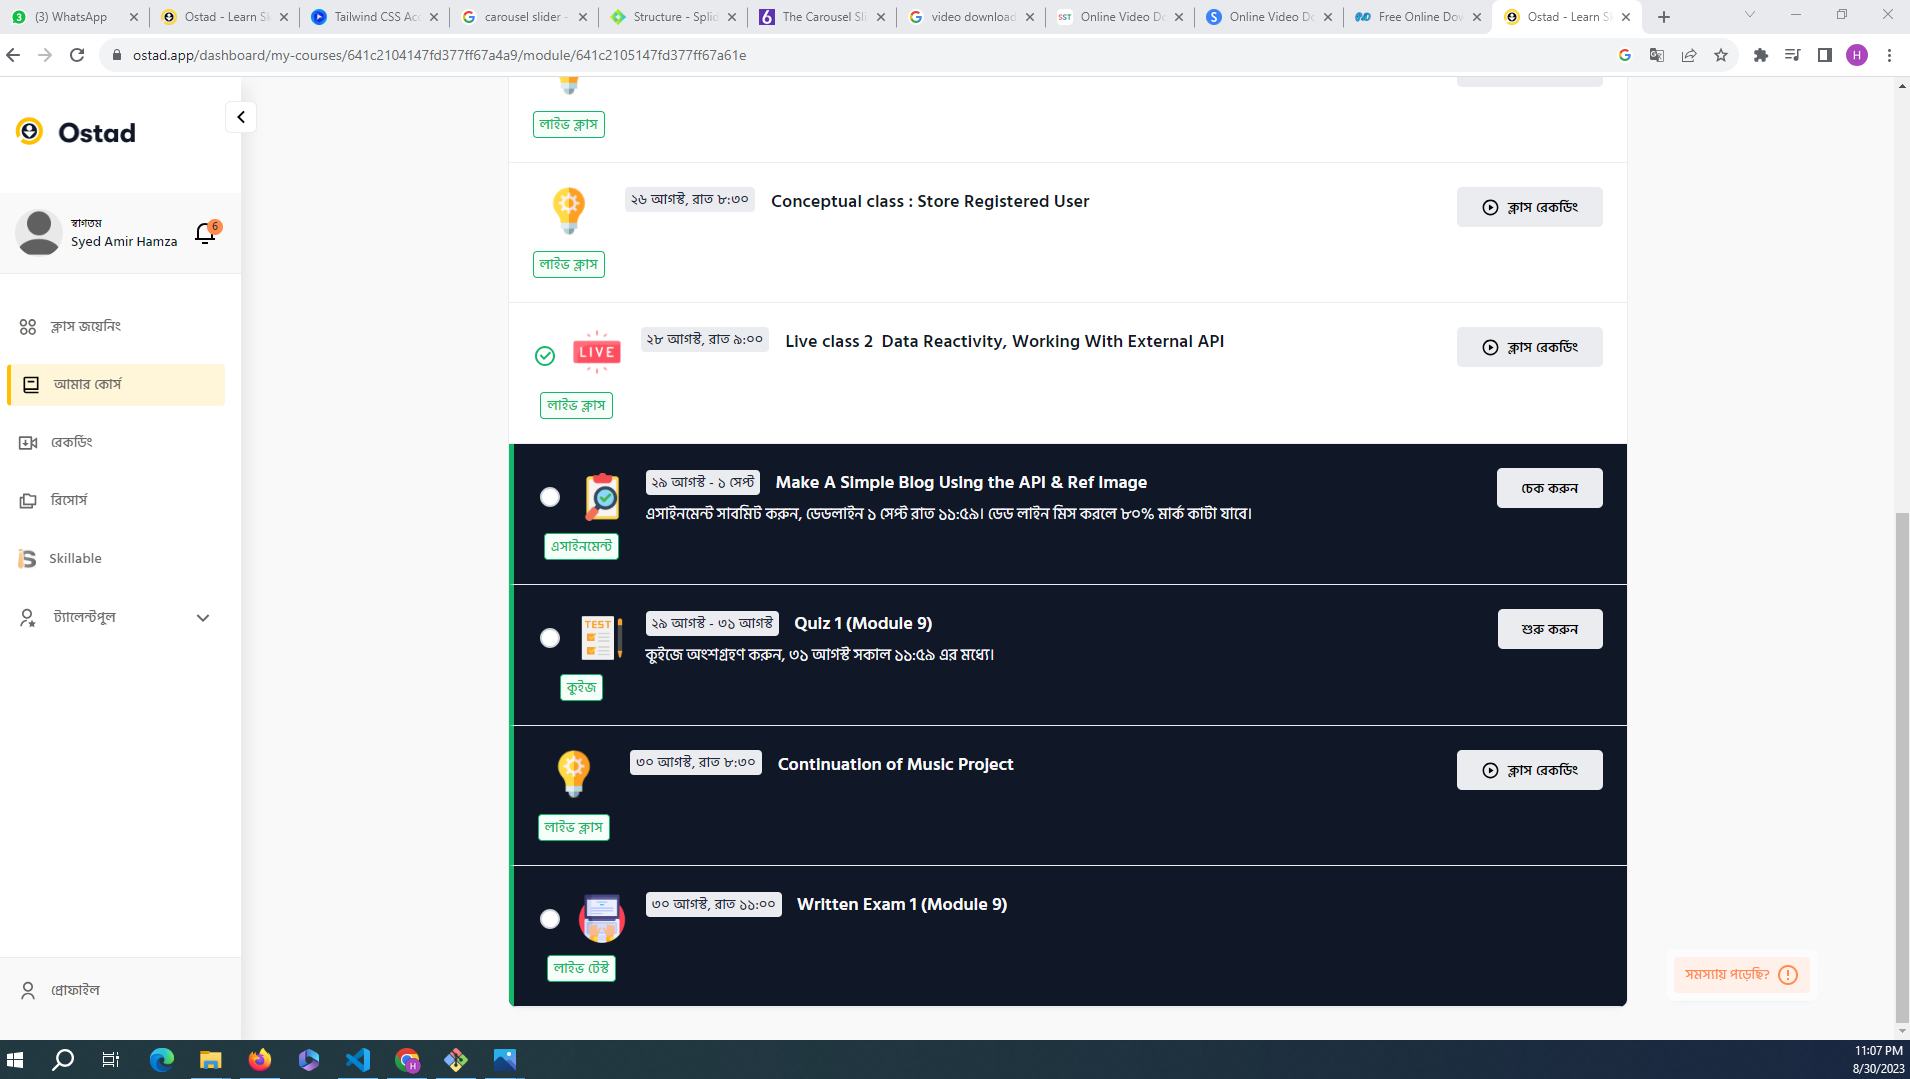 (3) WhatsApp
Ostad - Learn Sk
Tailwind CSS Acc
carousel slider -
Structure - Splid
The Carousel Sli
video download
Online Video Do
Online Video Do
Free Online Dow
Ostad - Learn Sk
ostad.app/dashboard/my-courses/641c2104147fd377ff67a4a9/module/641c2105147fd377ff67a61e
H
Ostad
স্বাগতম
Syed Amir Hamza
6
ক্লাস জয়েনিং
আমার কোর্স
রেকর্ডিং
রিসোর্স
Skillable
ট্যালেন্টপুল
প্রোফাইল
লাইভ ক্লাস
২৬ আগস্ট, রাত ৮:৩০ Conceptual class : Store Registered User
ক্লাস রেকর্ডিং
লাইভ ক্লাস
LIVE
২৮ আগস্ট, রাত ৯:০০ Live class 2 Data Reactivity, Working With External API
ক্লাস রেকর্ডিং
লাইভ ক্লাস
২৯ আগস্ট - ১ সেপ্ট Make A Simple Blog Using the API & Ref Image
চেক করুন
এসাইনমেন্ট সাবমিট করুন, ডেডলাইন ১ সেপ্ট রাত ১১:৫৯। ডেড লাইন মিস করলে ৮০% মার্ক কাটা যাবে।
এসাইনমেন্ট
TEST
২৯ আগস্ট - ৩১ আগস্ট Quiz 1 (Module 9)
শুরু করুন
কুইজে অংশগ্রহণ করুন, ৩১ আগস্ট সকাল ১১:৫৯ এর মধ্যে।
কুইজ
৩০ আগস্ট, রাত ৮:৩০ Continuation of Music Project
ক্লাস রেকর্ডিং
লাইভ ক্লাস
৩০ আগস্ট, রাত ১১:০০ Written Exam 1 (Module 9)
লাইভ টেস্ট
সমস্যায় পড়েছি?
11:07 PM
8/30/2023